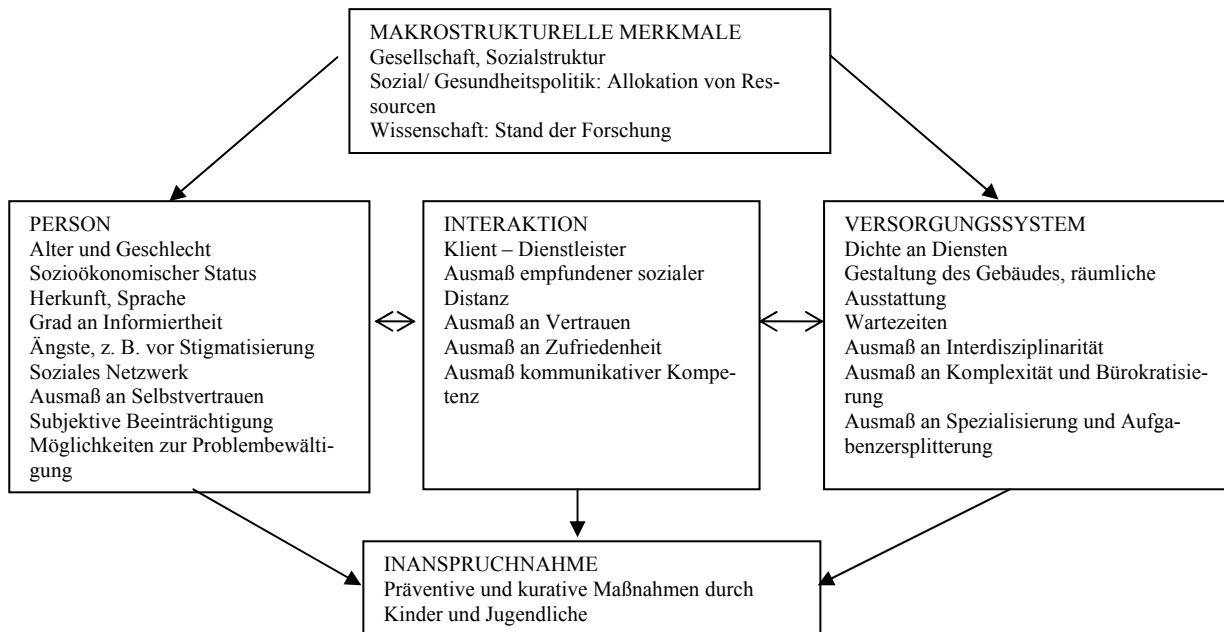 MAKROSTRUKTURELLE MERKMALE
Gesellschaft, Sozialstruktur
Sozial/ Gesundheitspolitik: Allokation von Res-
sourcen
Wissenschaft: Stand der Forschung
PERSON
Alter und Geschlecht
Sozioökonomischer Status
Herkunft, Sprache
Grad an Informiertheit
Ängste, z. B. vor Stigmatisierung
Soziales Netzwerk
Ausmaß an Selbstvertrauen
Subjektive Beeinträchtigung
Möglichkeiten zur Problembewälti-
gung
INTERAKTION
Klient – Dienstleister
Ausmaß empfundener sozialer
Distanz
Ausmaß an Vertrauen
Ausmaß an Zufriedenheit
Ausmaß kommunikativer Kompe-
tenz
VERSORGUNGSSYSTEM
Dichte an Diensten
Gestaltung des Gebäudes, räumliche
Ausstattung
Wartezeiten
Ausmaß an Interdisziplinarität
Ausmaß an Komplexität und Bürokratisie-
rung
Ausmaß an Spezialisierung und Aufga-
benzersplitterung
INANSPRUCHNAHME
Präventive und kurative Maßnahmen durch
Kinder und Jugendliche